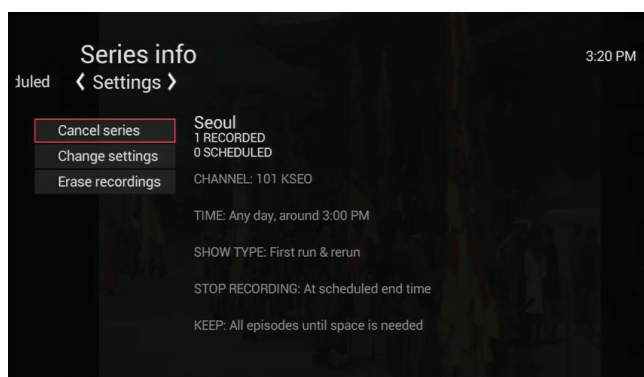 Series info
3:20 PM
duled ❮ Settings ❯
Cancel series
Change settings
Erase recordings
Seoul
1 RECORDED
0 SCHEDULED
CHANNEL: 101 KSEO
TIME: Any day, around 3:00 PM
SHOW TYPE: First run & rerun
STOP RECORDING: At scheduled end time
KEEP: All episodes until space is needed